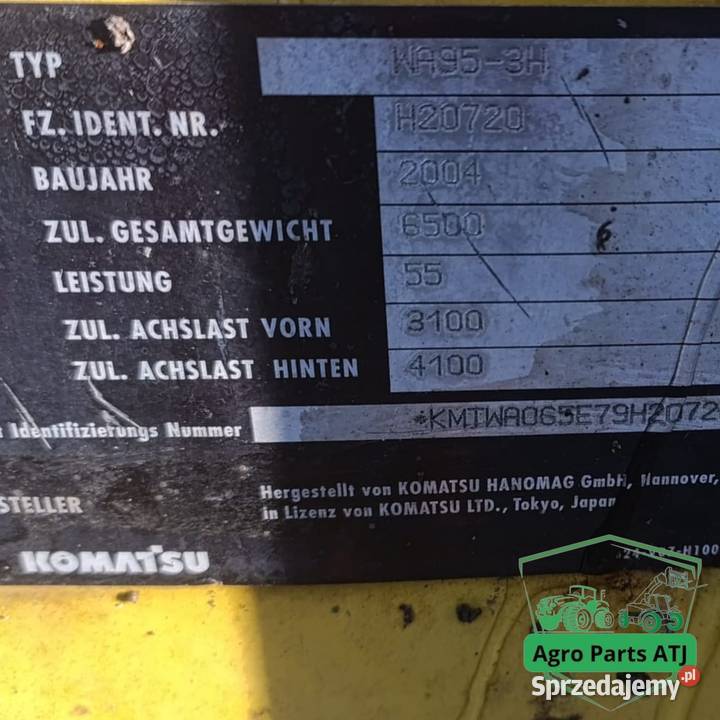 TYP WA95-3H
FZ. IDENT. NR. H20720
BAUJAHR 2004
ZUL. GESAMTGEWICHT 6500
LEISTUNG 55
ZUL. ACHSLAST VORN 3100
ZUL. ACHSLAST HINTEN 4100
Identifizierungs Nummer *KMTWA065E79H2072
STELLER Hergestellt von KOMATSU HANOMAG GmbH, Hannover,
in Lizenz von KOMATSU LTD., Tokyo, Japan
KOMATSU
Agro Parts ATJ
Sprzedajemy.pl